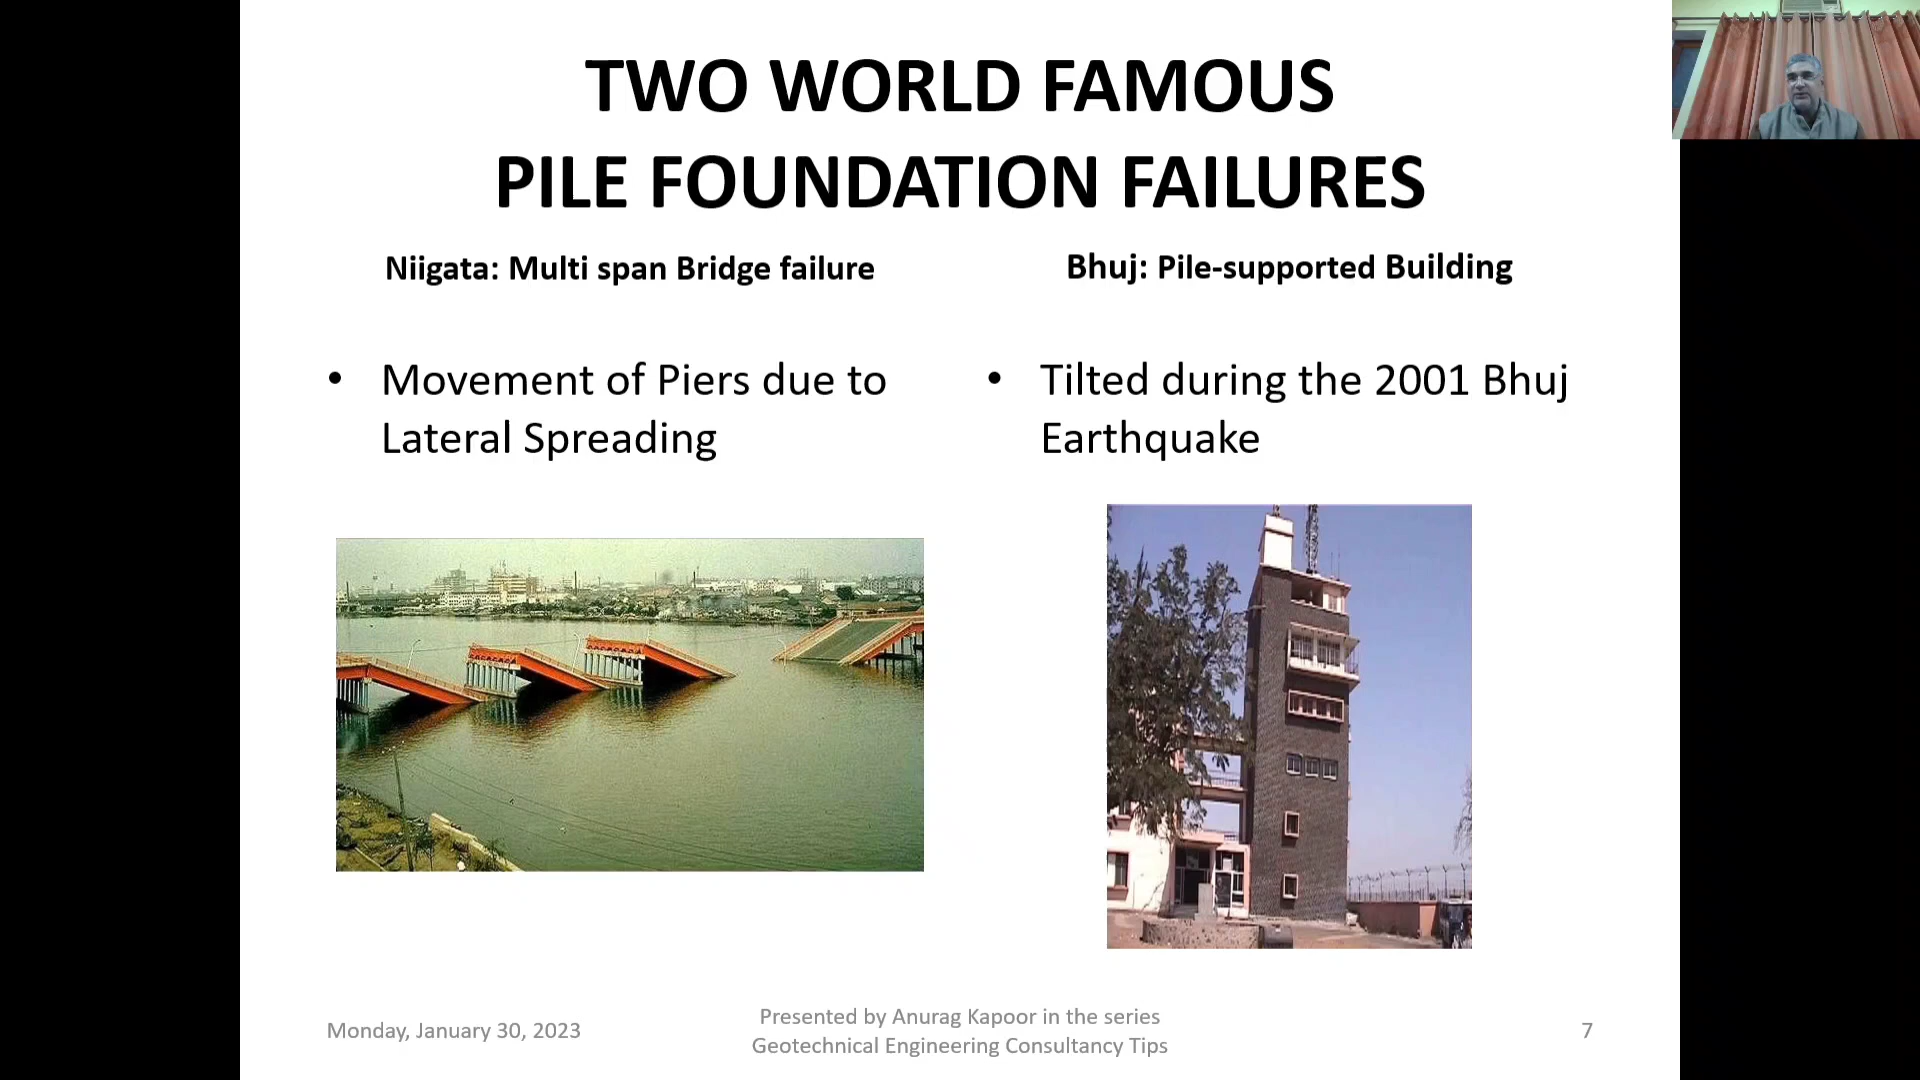 TWO WORLD FAMOUS
PILE FOUNDATION FAILURES
Niigata: Multi span Bridge failure
• Movement of Piers due to
Lateral Spreading
Bhuj: Pile-supported Building
• Tilted during the 2001 Bhuj
Earthquake
Monday, January 30, 2023
Presented by Anurag Kapoor in the series
Geotechnical Engineering Consultancy Tips
7